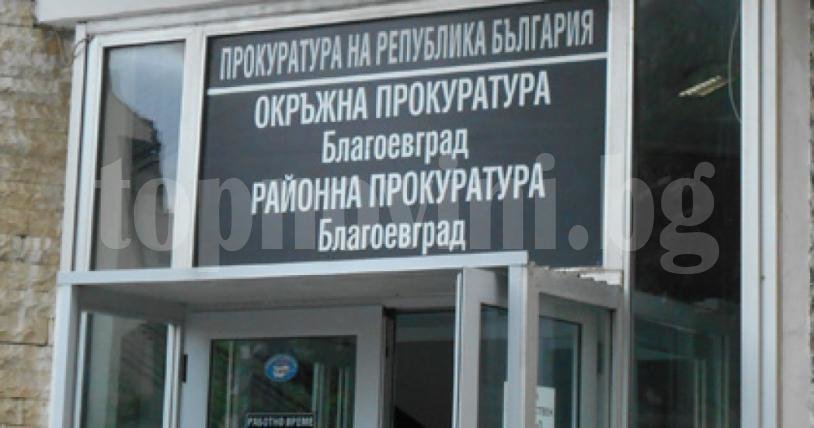 ПРОКУРАТУРА НА РЕПУБЛИКА БЪЛГАРИЯ
ОКРЪЖНА ПРОКУРАТУРА
Благоевград
РАЙОННА ПРОКУРАТУРА
Благоевград
topnovini.bg
РАБОТНО ВРЕМЕ